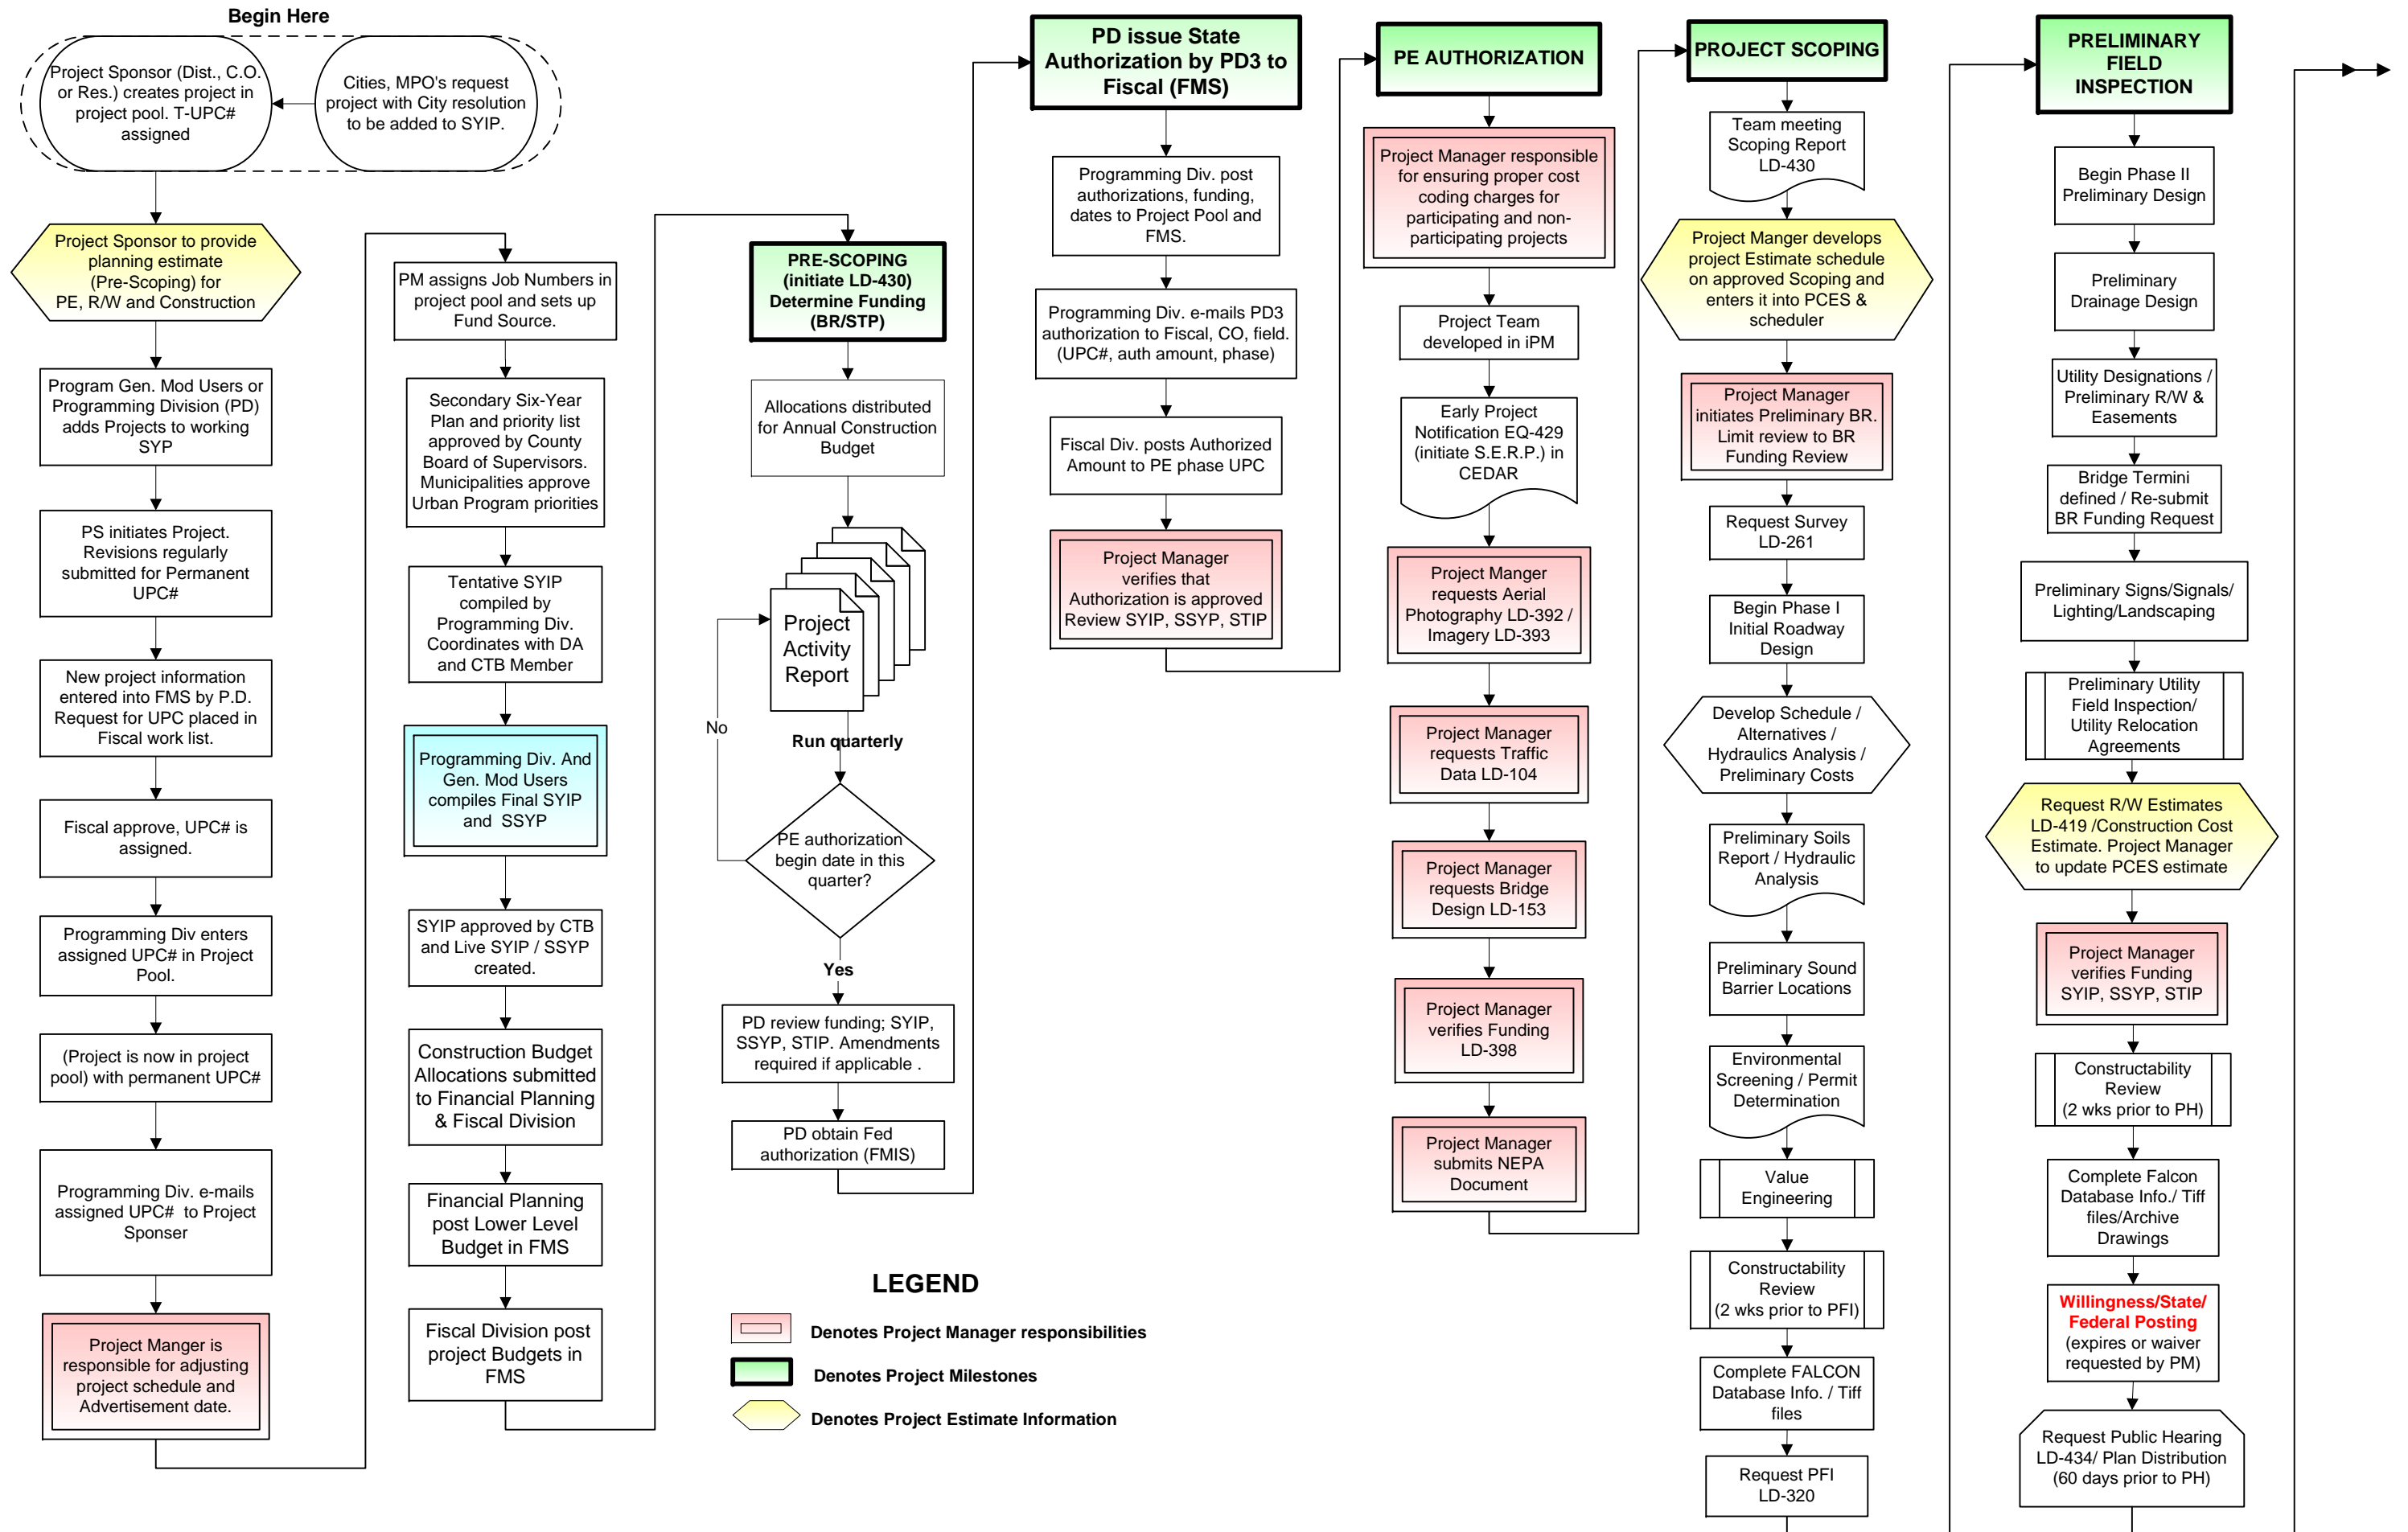 Begin Here
Project Sponsor (Dist., C.O.
or Res.) creates project in
project pool. T-UPC#
assigned
Cities, MPO's request
project with City resolution
to be added to SYIP.
Project Sponsor to provide
planning estimate
(Pre-Scoping) for
PE, R/W and Construction
Program Gen. Mod Users or
Programming Division (PD)
adds Projects to working
SYP
PS initiates Project.
Revisions regularly
submitted for Permanent
UPC#
New project information
entered into FMS by P.D.
Request for UPC placed in
Fiscal work list.
Fiscal approve, UPC# is
assigned.
Programming Div enters
assigned UPC# in Project
Pool.
(Project is now in project
pool) with permanent UPC#
Programming Div. e-mails
assigned UPC#  to Project
Sponser
Project Manger is
responsible for adjusting
project schedule and
Advertisement date.
PM assigns Job Numbers in
project pool and sets up
Fund Source.
Secondary Six-Year
Plan and priority list
approved by County
Board of Supervisors.
Municipalities approve
Urban Program priorities
Tentative SYIP
compiled by
Programming Div.
Coordinates with DA
and CTB Member
Programming Div. And
Gen. Mod Users
compiles Final SYIP
and  SSYP
SYIP approved by CTB
and Live SYIP / SSYP
created.
Construction Budget
Allocations submitted
to Financial Planning
& Fiscal Division
Financial Planning
post Lower Level
Budget in FMS
Fiscal Division post
project Budgets in
FMS
PRE-SCOPING
(initiate LD-430)
Determine Funding
(BR/STP)
Allocations distributed
for Annual Construction
Budget
Project
Activity
Report
No
Run quarterly
PE authorization
begin date in this
quarter?
Yes
PD review funding; SYIP,
SSYP, STIP. Amendments
required if applicable .
PD obtain Fed
authorization (FMIS)
LEGEND
Denotes Project Manager responsibilities
Denotes Project Milestones
Denotes Project Estimate Information
PD issue State
Authorization by PD3 to
Fiscal (FMS)
Programming Div. post
authorizations, funding,
dates to Project Pool and
FMS.
Programming Div. e-mails PD3
authorization to Fiscal, CO, field.
(UPC#, auth amount, phase)
Fiscal Div. posts Authorized
Amount to PE phase UPC
Project Manager
verifies that
Authorization is approved
Review SYIP, SSYP, STIP
PE AUTHORIZATION
Project Manager responsible
for ensuring proper cost
coding charges for
participating and non-
participating projects
Project Team
developed in iPM
Early Project
Notification EQ-429
(initiate S.E.R.P.) in
CEDAR
Project Manger
requests Aerial
Photography LD-392 /
Imagery LD-393
Project Manager
requests Traffic
Data LD-104
Project Manager
requests Bridge
Design LD-153
Project Manager
verifies Funding
LD-398
Project Manager
submits NEPA
Document
PROJECT SCOPING
Team meeting
Scoping Report
LD-430
Project Manger develops
project Estimate schedule
on approved Scoping and
enters it into PCES &
scheduler
Project Manager
initiates Preliminary BR.
Limit review to BR
Funding Review
Request Survey
LD-261
Begin Phase I
Initial Roadway
Design
Develop Schedule /
Alternatives /
Hydraulics Analysis /
Preliminary Costs
Preliminary Soils
Report / Hydraulic
Analysis
Preliminary Sound
Barrier Locations
Environmental
Screening / Permit
Determination
Value
Engineering
Constructability
Review
(2 wks prior to PFI)
Complete FALCON
Database Info. / Tiff
files
Request PFI
LD-320
PRELIMINARY
FIELD
INSPECTION
Begin Phase II
Preliminary Design
Preliminary
Drainage Design
Utility Designations /
Preliminary R/W &
Easements
Bridge Termini
defined / Re-submit
BR Funding Request
Preliminary Signs/Signals/
Lighting/Landscaping
Preliminary Utility
Field Inspection/
Utility Relocation
Agreements
Request R/W Estimates
LD-419 /Construction Cost
Estimate. Project Manager
to update PCES estimate
Project Manager
verifies Funding
SYIP, SSYP, STIP
Constructability
Review
(2 wks prior to PH)
Complete Falcon
Database Info./ Tiff
files/Archive
Drawings
Willingness/State/
Federal Posting
(expires or waiver
requested by PM)
Request Public Hearing
LD-434/ Plan Distribution
(60 days prior to PH)